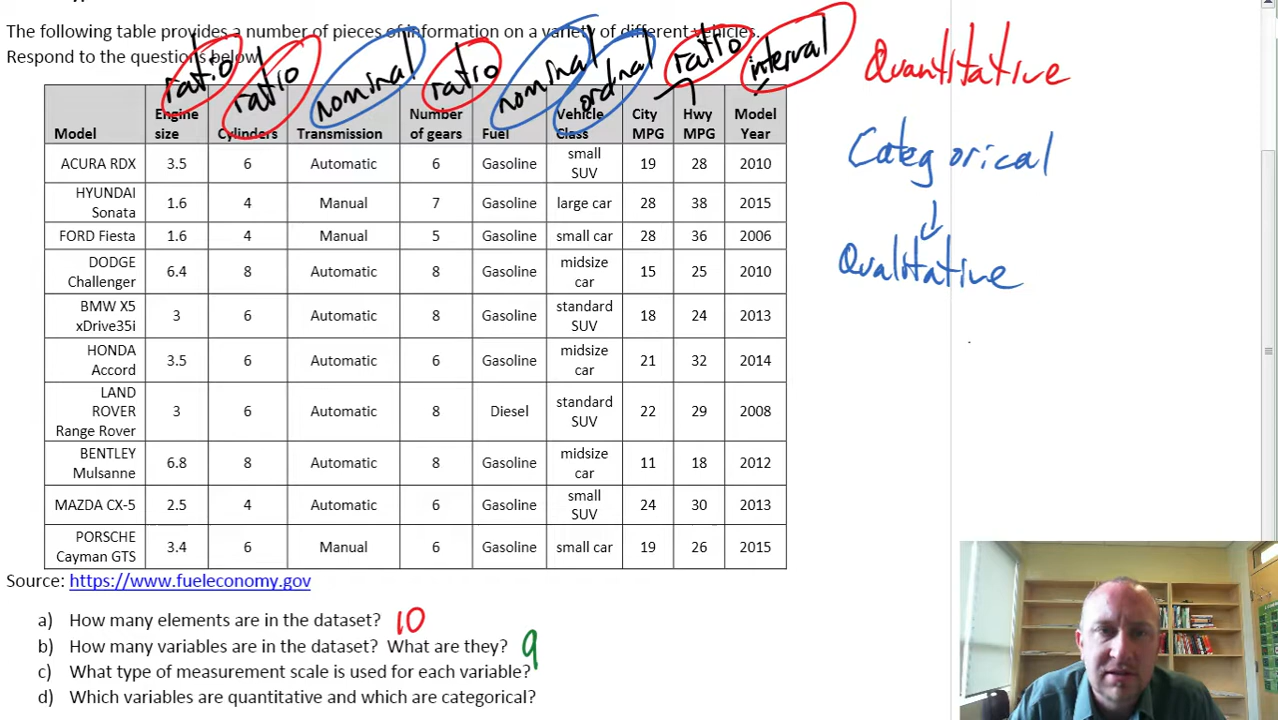 The following table provides a number of pieces of information on a variety of different vehicles.
Respond to the questions below
ratio ratio nominal ratio nominal ordinal ratio interval
Quantitative
Categorical
Qualitative
Model Engine size Cylinders Transmission Number of gears Fuel Vehicle Class City MPG Hwy MPG Model Year
ACURA RDX 3.5 6 Automatic 6 Gasoline small SUV 19 28 2010
HYUNDAI Sonata 1.6 4 Manual 7 Gasoline large car 28 38 2015
FORD Fiesta 1.6 4 Manual 5 Gasoline small car 28 36 2006
DODGE Challenger 6.4 8 Automatic 8 Gasoline midsize car 15 25 2010
BMW X5 xDrive35i 3 6 Automatic 8 Gasoline standard SUV 18 24 2013
HONDA Accord 3.5 6 Automatic 6 Gasoline midsize car 21 32 2014
LAND ROVER Range Rover 3 6 Automatic 8 Diesel standard SUV 22 29 2008
BENTLEY Mulsanne 6.8 8 Automatic 8 Gasoline midsize car 11 18 2012
MAZDA CX-5 2.5 4 Automatic 6 Gasoline small SUV 24 30 2013
PORSCHE Cayman GTS 3.4 6 Manual 6 Gasoline small car 19 26 2015
Source: https://www.fueleconomy.gov
a) How many elements are in the dataset? 10
b) How many variables are in the dataset? What are they? 9
c) What type of measurement scale is used for each variable?
d) Which variables are quantitative and which are categorical?